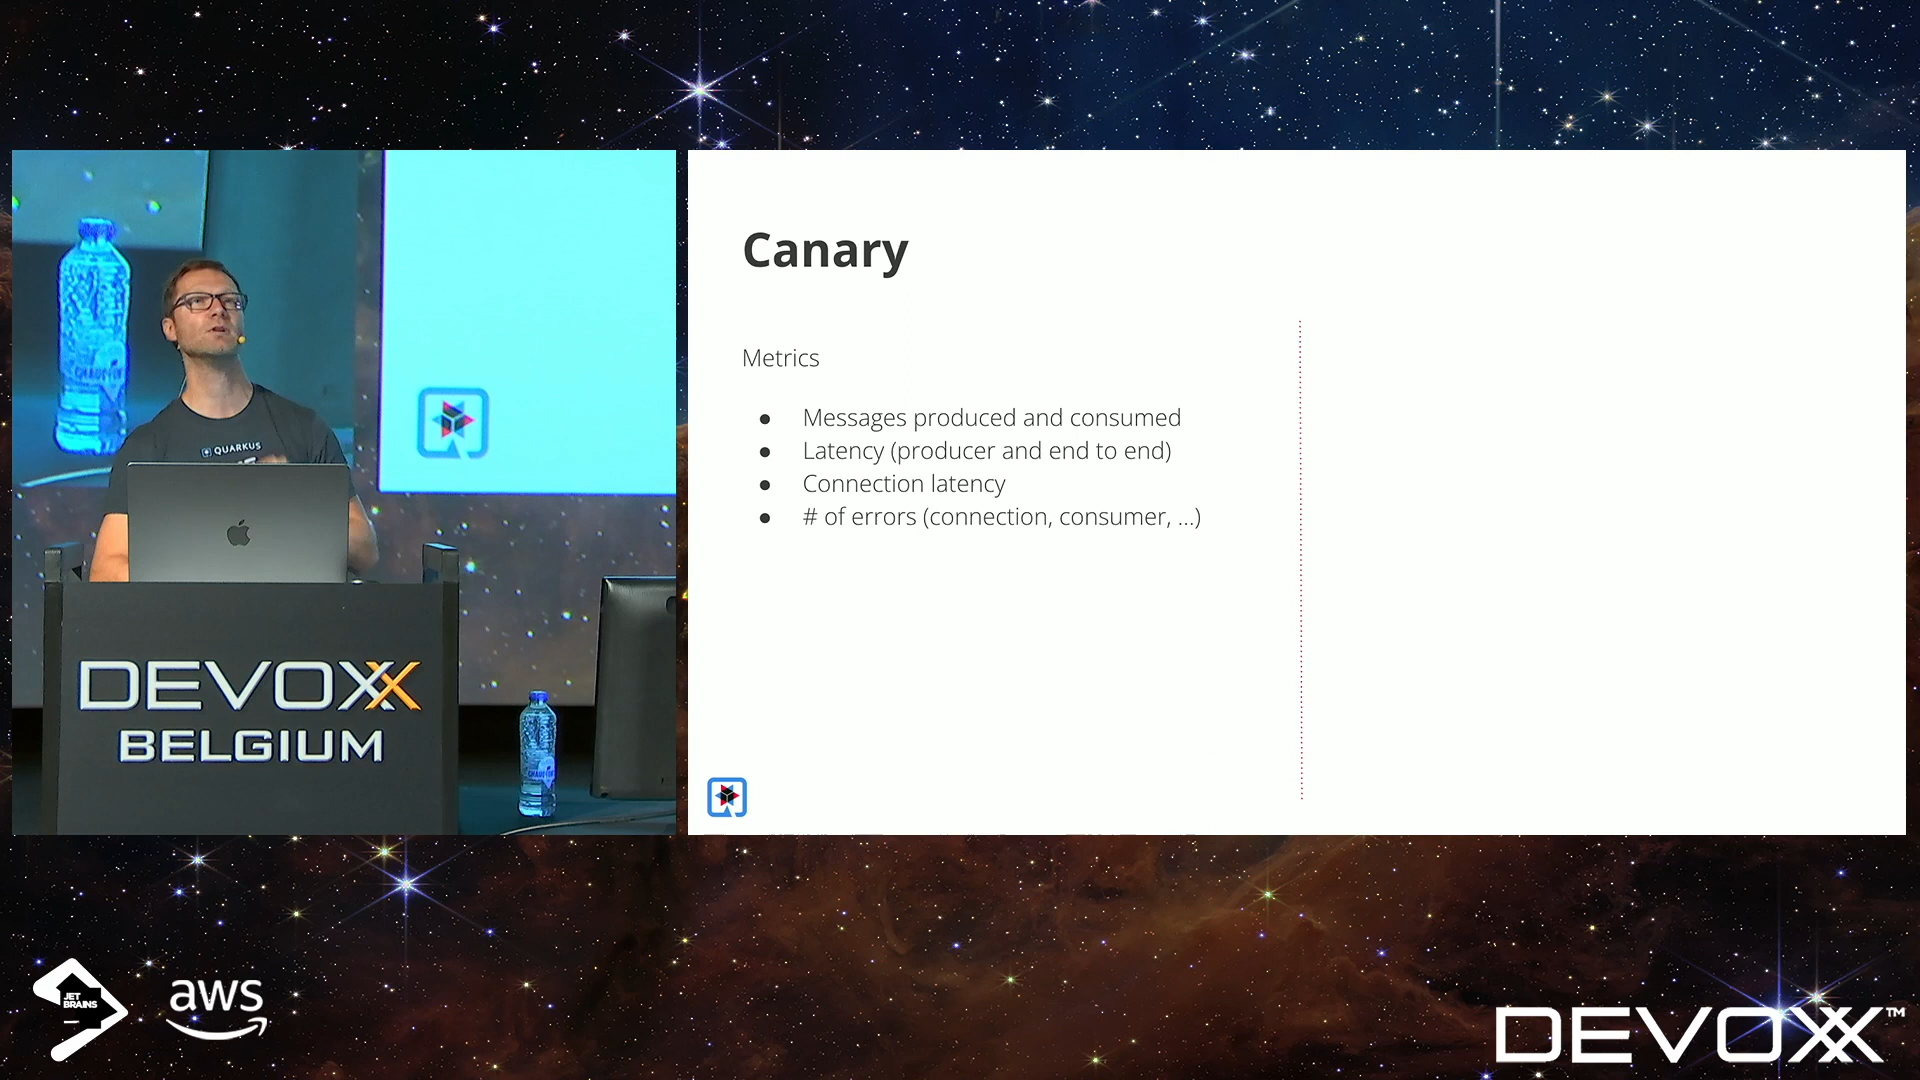 Canary
Metrics
● Messages produced and consumed
● Latency (producer and end to end)
● Connection latency
● # of errors (connection, consumer, ...)
QUARKUS
DEVOXX
BELGIUM
JET
BRAINS
aws
DEVOXX™